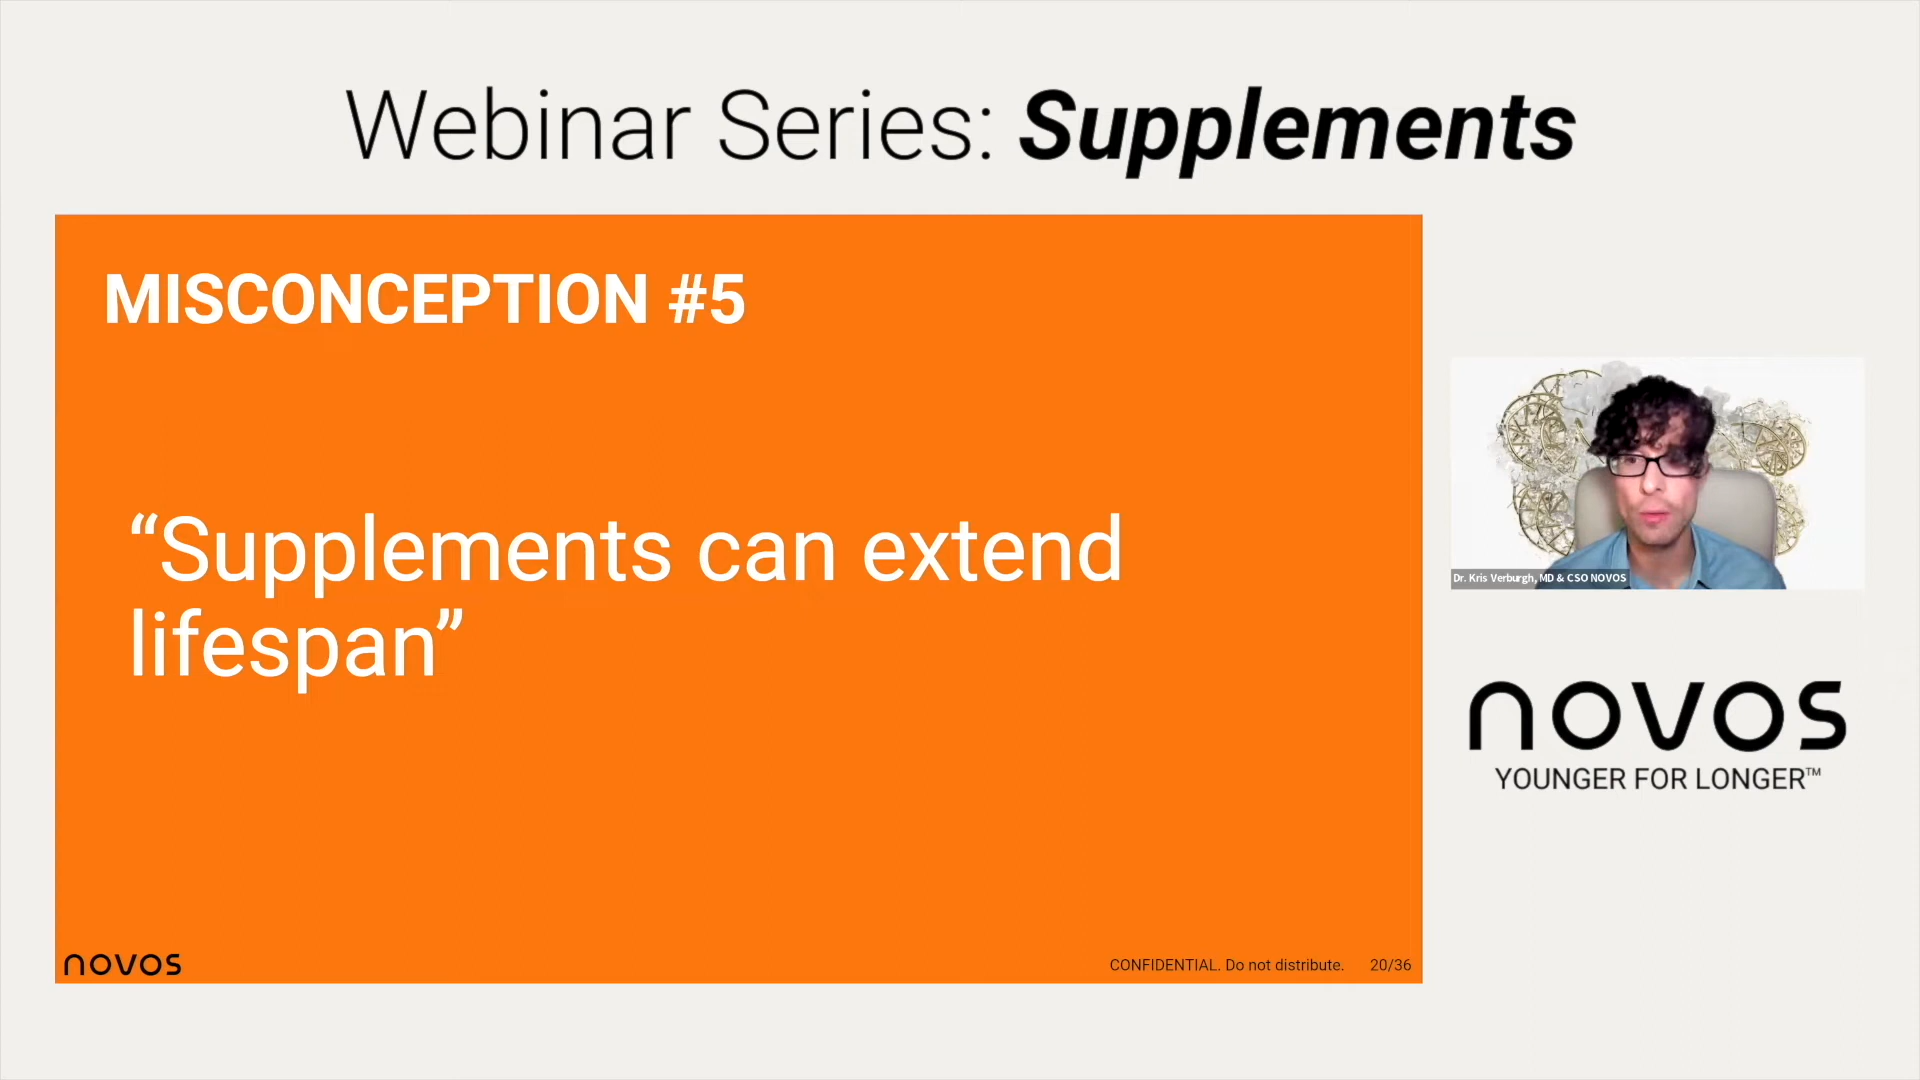 Webinar Series: Supplements
MISCONCEPTION #5
“Supplements can extend
lifespan”
novos
CONFIDENTIAL. Do not distribute. 20/36
Dr. Kris Verburgh, MD & CSO NOVOS
novos
YOUNGER FOR LONGER™